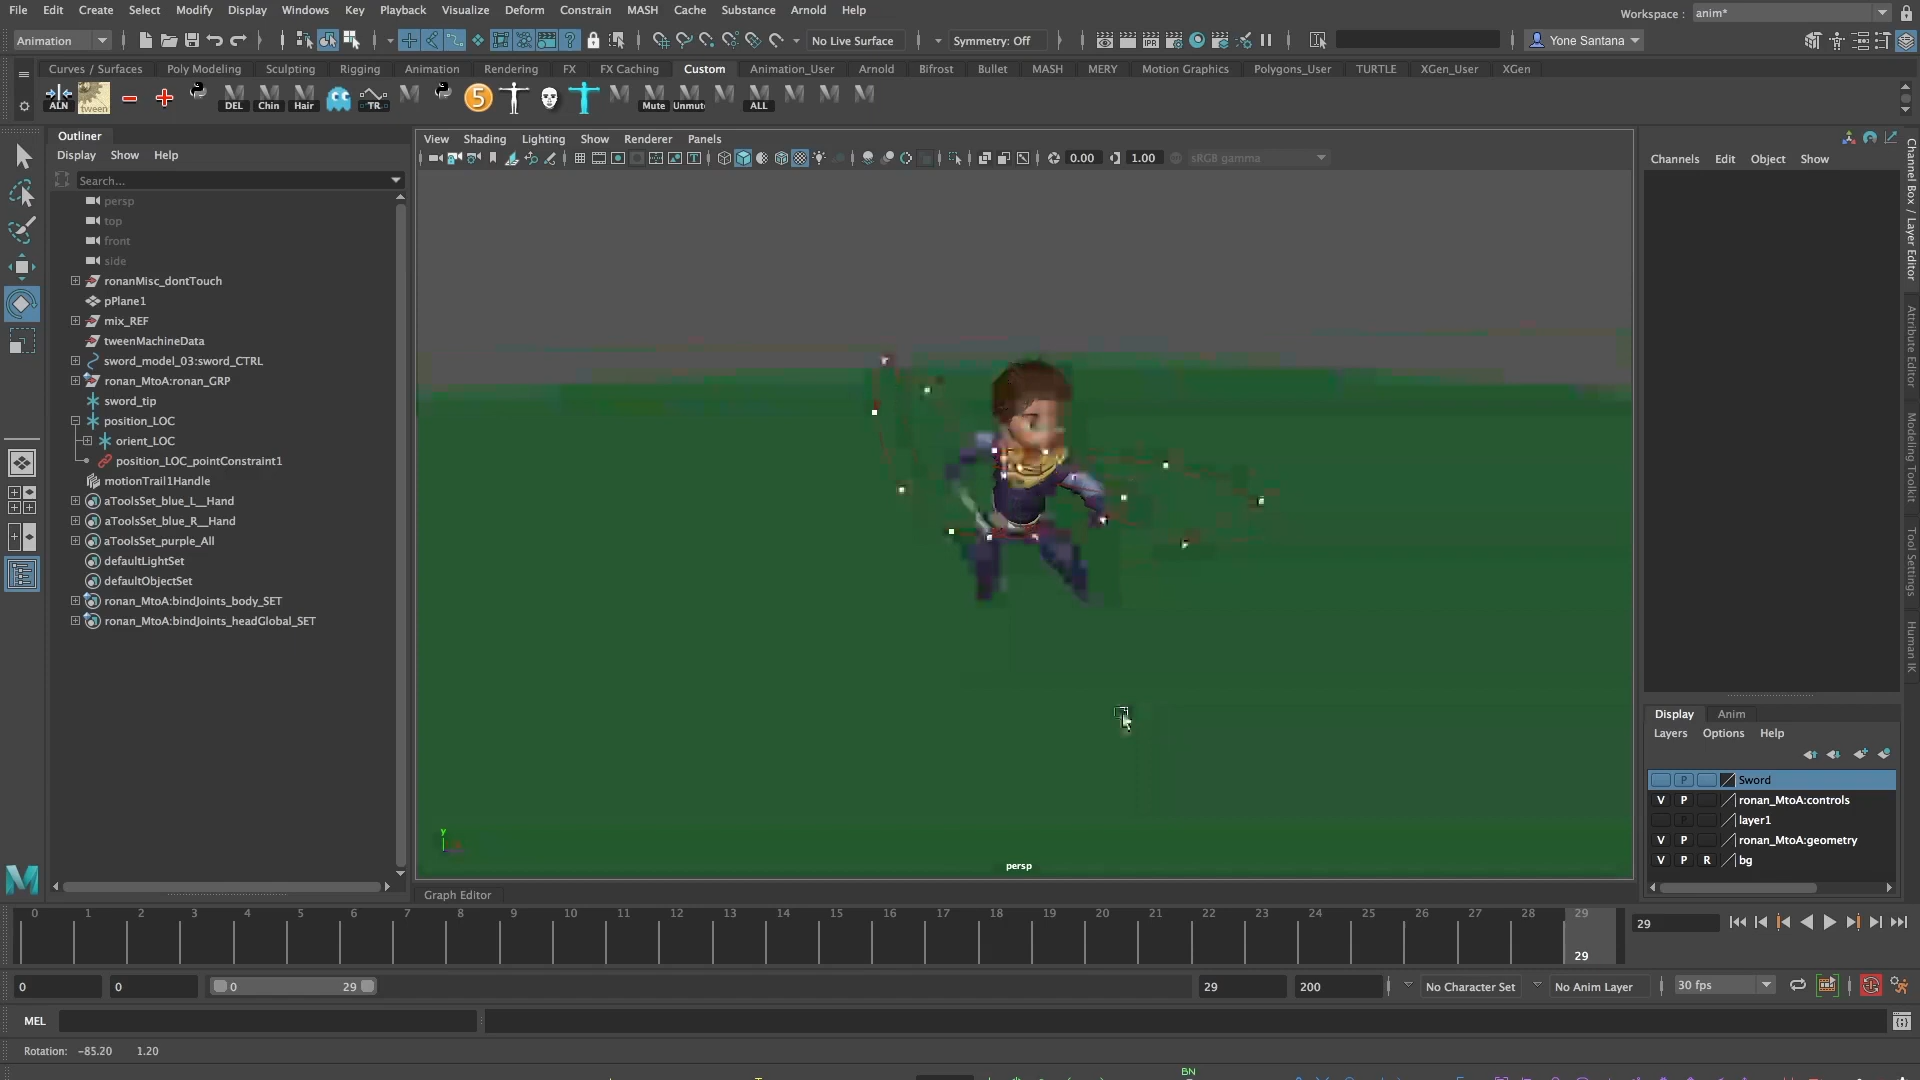 File Edit Create Select Modify Display Windows Key Playback Visualize Deform Constrain MASH Cache Substance Arnold Help
Workspace : anim*
Animation No Live Surface Symmetry: Off Yone Santana
Curves / Surfaces Poly Modeling Sculpting Rigging Animation Rendering FX FX Caching Custom Animation_User Arnold Bifrost Bullet MASH MERY Motion Graphics Polygons_User TURTLE XGen_User XGen
ALN tween DEL Chin Hair TR. 5 Mute Unmut ALL
Outliner
Display Show Help
Search...
persp
top
front
side
ronanMisc_dontTouch
pPlane1
mix_REF
tweenMachineData
sword_model_03:sword_CTRL
ronan_MtoA:ronan_GRP
sword_tip
position_LOC
orient_LOC
position_LOC_pointConstraint1
motionTrail1Handle
aToolsSet_blue_L__Hand
aToolsSet_blue_R__Hand
aToolsSet_purple_All
defaultLightSet
defaultObjectSet
ronan_MtoA:bindJoints_body_SET
ronan_MtoA:bindJoints_headGlobal_SET
View Shading Lighting Show Renderer Panels
0.00 1.00 sRGB gamma
y
persp
Graph Editor
Channels Edit Object Show
Channel Box / Layer Editor
Attribute Editor
Modeling Toolkit
Tool Settings
Human IK
Display Anim
Layers Options Help
P Sword
V P ronan_MtoA:controls
P layer1
V P ronan_MtoA:geometry
V P R bg
0 1 2 3 4 5 6 7 8 9 10 11 12 13 14 15 16 17 18 19 20 21 22 23 24 25 26 27 28 29
29
29
0 0 0 29 29 200 No Character Set No Anim Layer 30 fps
MEL
Rotation: -85.20 1.20
BN